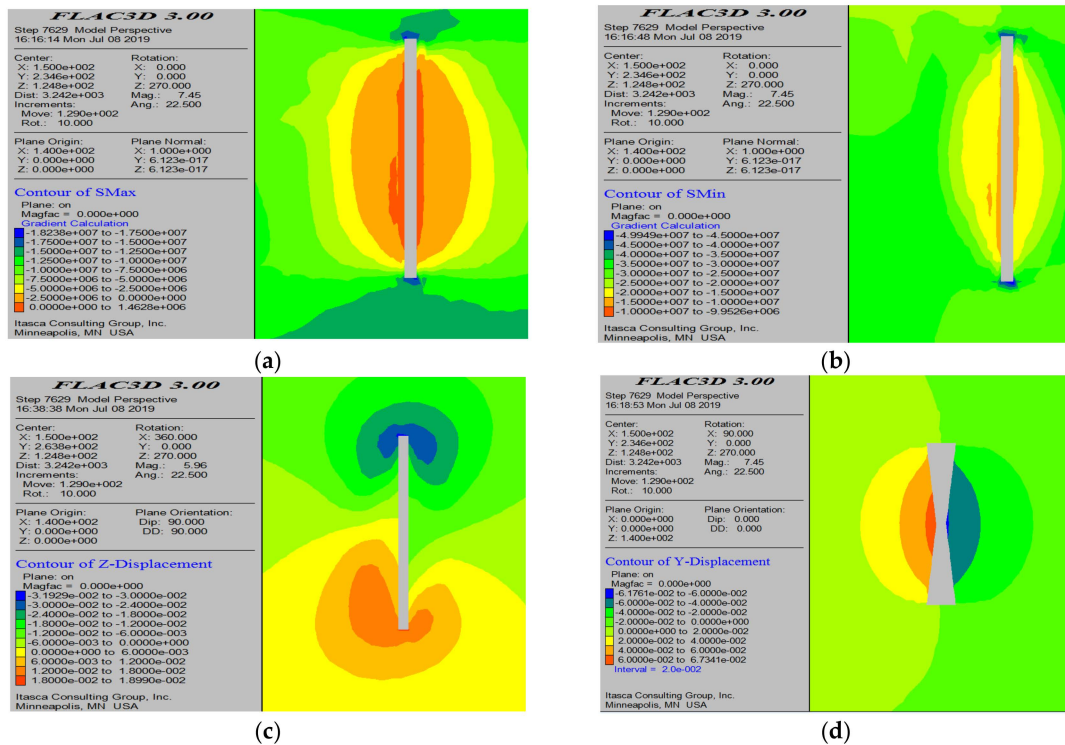 FLAC3D 3.00
Step 7629 Model Perspective
16:16:14 Mon Jul 08 2019
Center: Rotation:
X: 1.500e+002 X: 0.000
Y: 2.346e+002 Y: 0.000
Z: 1.248e+002 Z: 270.000
Dist: 3.242e+003 Mag.: 7.45
Increments: Ang.: 22.500
Move: 1.290e+002
Rot.: 10.000
Plane Origin: Plane Normal:
X: 1.400e+002 X: 1.000e+000
Y: 0.000e+000 Y: 6.123e-017
Z: 0.000e+000 Z: 6.123e-017
Contour of SMax
Plane: on
Magfac = 0.000e+000
Gradient Calculation
-1.8238e+007 to -1.7500e+007
-1.7500e+007 to -1.5000e+007
-1.5000e+007 to -1.2500e+007
-1.2500e+007 to -1.0000e+007
-1.0000e+007 to -7.5000e+006
-7.5000e+006 to -5.0000e+006
-5.0000e+006 to -2.5000e+006
-2.5000e+006 to 0.0000e+000
0.0000e+000 to 1.4628e+006
Itasca Consulting Group, Inc.
Minneapolis, MN USA
(a)
FLAC3D 3.00
Step 7629 Model Perspective
16:16:48 Mon Jul 08 2019
Center: Rotation:
X: 1.500e+002 X: 0.000
Y: 2.346e+002 Y: 0.000
Z: 1.248e+002 Z: 270.000
Dist: 3.242e+003 Mag.: 7.45
Increments: Ang.: 22.500
Move: 1.290e+002
Rot.: 10.000
Plane Origin: Plane Normal:
X: 1.400e+002 X: 1.000e+000
Y: 0.000e+000 Y: 6.123e-017
Z: 0.000e+000 Z: 6.123e-017
Contour of SMin
Plane: on
Magfac = 0.000e+000
Gradient Calculation
-4.9949e+007 to -4.5000e+007
-4.5000e+007 to -4.0000e+007
-4.0000e+007 to -3.5000e+007
-3.5000e+007 to -3.0000e+007
-3.0000e+007 to -2.5000e+007
-2.5000e+007 to -2.0000e+007
-2.0000e+007 to -1.5000e+007
-1.5000e+007 to -1.0000e+007
-1.0000e+007 to -9.9526e+006
Itasca Consulting Group, Inc.
Minneapolis, MN USA
(b)
FLAC3D 3.00
Step 7629 Model Perspective
16:38:38 Mon Jul 08 2019
Center: Rotation:
X: 1.500e+002 X: 360.000
Y: 2.638e+002 Y: 0.000
Z: 1.248e+002 Z: 270.000
Dist: 3.242e+003 Mag.: 5.96
Increments: Ang.: 22.500
Move: 1.290e+002
Rot.: 10.000
Plane Origin: Plane Orientation:
X: 1.400e+002 Dip: 90.000
Y: 0.000e+000 DD: 90.000
Z: 0.000e+000
Contour of Z-Displacement
Plane: on
Magfac = 0.000e+000
-3.1929e-002 to -3.0000e-002
-3.0000e-002 to -2.4000e-002
-2.4000e-002 to -1.8000e-002
-1.8000e-002 to -1.2000e-002
-1.2000e-002 to -6.0000e-003
-6.0000e-003 to 0.0000e+000
0.0000e+000 to 6.0000e-003
6.0000e-003 to 1.2000e-002
1.2000e-002 to 1.8000e-002
1.8000e-002 to 1.8990e-002
Itasca Consulting Group, Inc.
Minneapolis, MN USA
(c)
FLAC3D 3.00
Step 7629 Model Perspective
16:18:53 Mon Jul 08 2019
Center: Rotation:
X: 1.500e+002 X: 90.000
Y: 2.346e+002 Y: 0.000
Z: 1.248e+002 Z: 270.000
Dist: 3.242e+003 Mag.: 7.45
Increments: Ang.: 22.500
Move: 1.290e+002
Rot.: 10.000
Plane Origin: Plane Orientation:
X: 0.000e+000 Dip: 0.000
Y: 0.000e+000 DD: 0.000
Z: 1.400e+002
Contour of Y-Displacement
Plane: on
Magfac = 0.000e+000
-6.1761e-002 to -6.0000e-002
-6.0000e-002 to -4.0000e-002
-4.0000e-002 to -2.0000e-002
-2.0000e-002 to 0.0000e+000
0.0000e+000 to 2.0000e-002
2.0000e-002 to 4.0000e-002
4.0000e-002 to 6.0000e-002
6.0000e-002 to 6.7341e-002
Interval = 2.0e-002
Itasca Consulting Group, Inc.
Minneapolis, MN USA
(d)